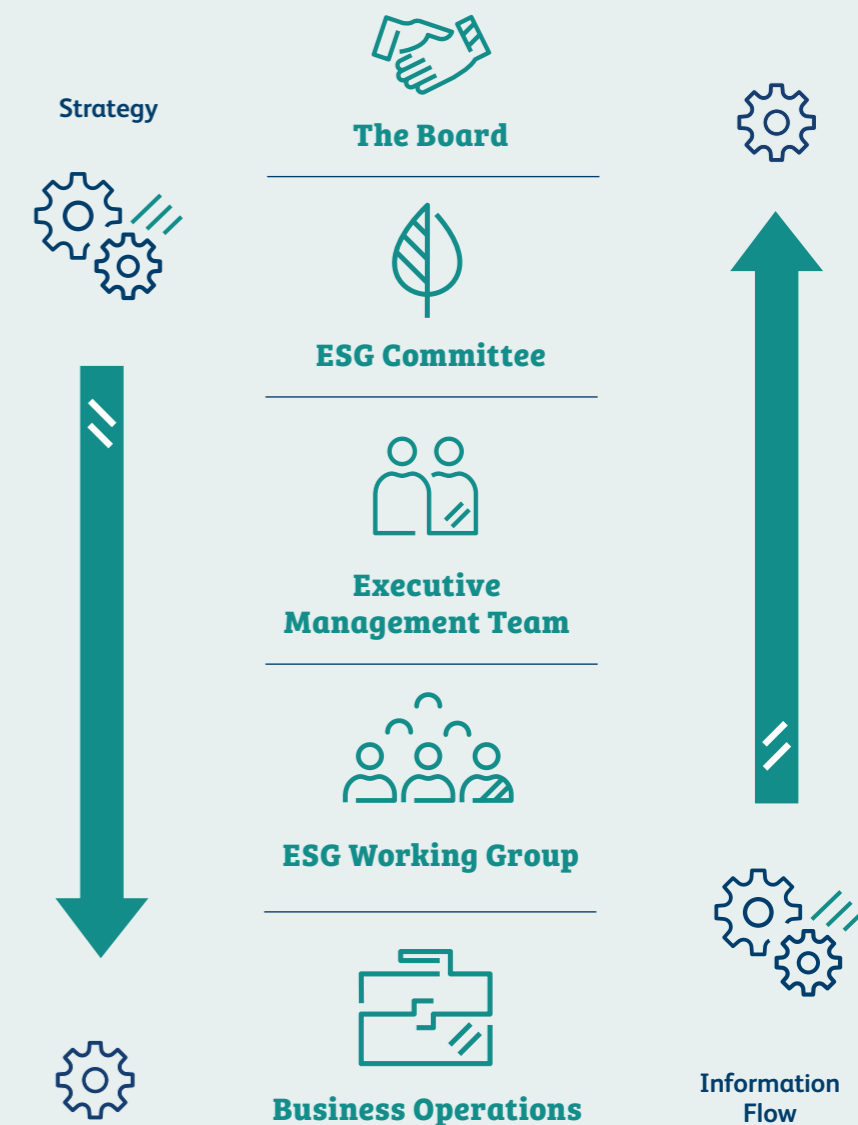 Strategy
The Board
ESG Committee
Executive
Management Team
ESG Working Group
Business Operations
Information
Flow